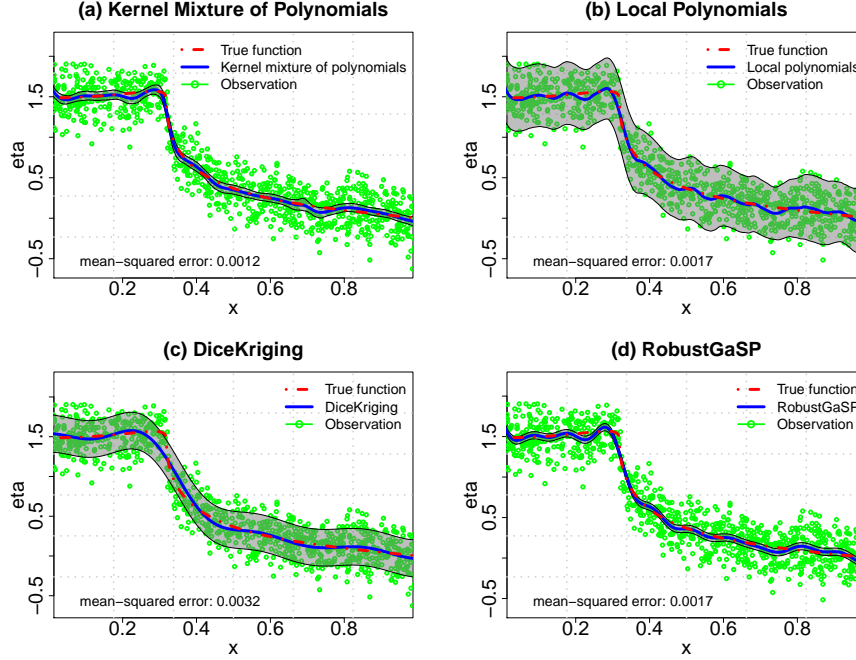 (a) Kernel Mixture of Polynomials
True function
Kernel mixture of polynomials
Observation
eta
1.5
0.5
−0.5
mean−squared error: 0.0012
0.2 0.4 0.6 0.8
x
(b) Local Polynomials
True function
Local polynomials
Observation
eta
1.5
0.5
−0.5
mean−squared error: 0.0017
0.2 0.4 0.6 0.8
x
(c) DiceKriging
True function
DiceKriging
Observation
eta
1.5
0.5
−0.5
mean−squared error: 0.0032
0.2 0.4 0.6 0.8
x
(d) RobustGaSP
True function
RobustGaSP
Observation
eta
1.5
0.5
−0.5
mean−squared error: 0.0017
0.2 0.4 0.6 0.8
x